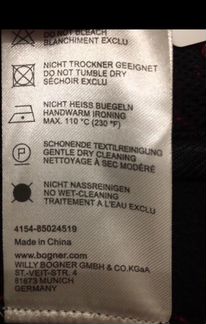 DO NOT BLEACH
BLANCHIMENT EXCLU
NICHT TROCKNER GEEIGNET
DO NOT TUMBLE DRY
SÉCHOIR EXCLU
NICHT HEISS BUEGELN
HANDWARM IRONING
MAX. 110 °C (230 °F)
P
SCHONENDE TEXTILREINIGUNG
GENTLE DRY CLEANING
NETTOYAGE À SEC MODÉRÉ
NICHT NASSREINIGEN
NO WET-CLEANING
TRAITEMENT A L'EAU EXCLU
4154-85024519
Made in China
www.bogner.com
WILLY BOGNER GMBH & CO.KGaA
ST.-VEIT-STR. 4
81673 MUNICH
GERMANY